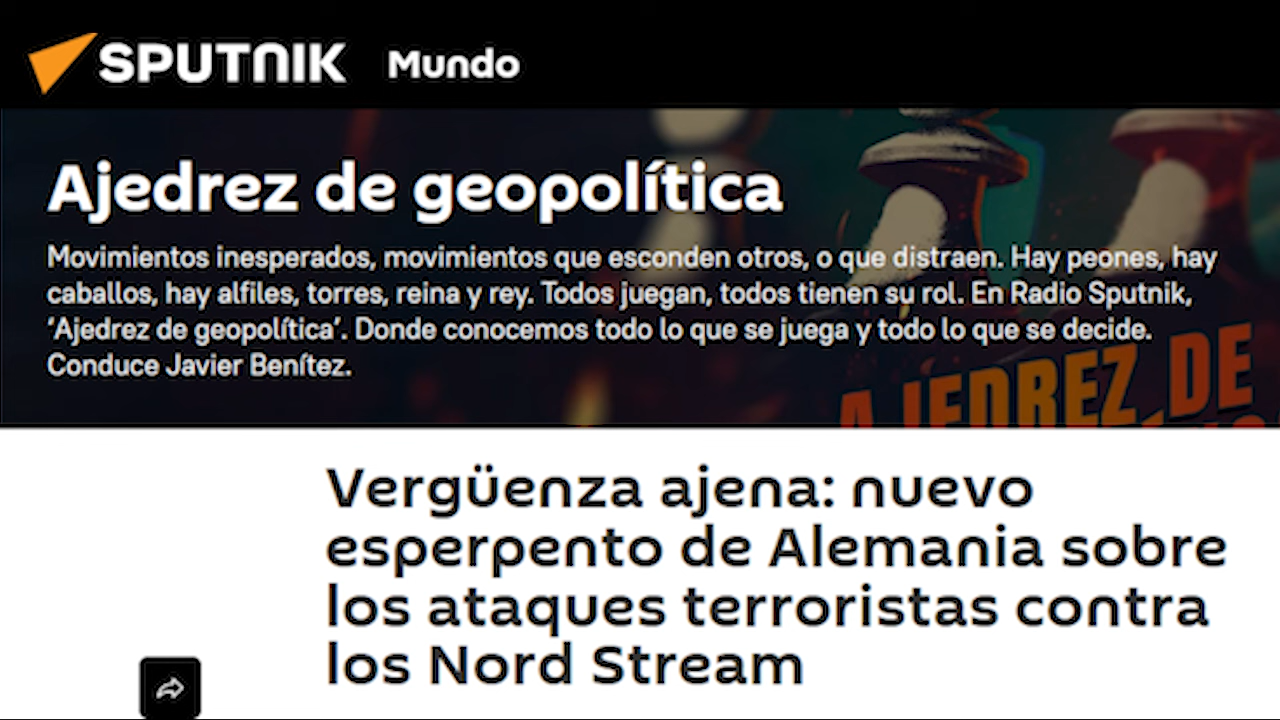 SPUTNIK Mundo
Ajedrez de geopolítica
Movimientos inesperados, movimientos que esconden otros, o que distraen. Hay peones, hay
caballos, hay alfiles, torres, reina y rey. Todos juegan, todos tienen su rol. En Radio Sputnik,
‘Ajedrez de geopolítica’. Donde conocemos todo lo que se juega y todo lo que se decide.
Conduce Javier Benítez.
AJEDREZ DE
Vergüenza ajena: nuevo
esperpento de Alemania sobre
los ataques terroristas contra
los Nord Stream